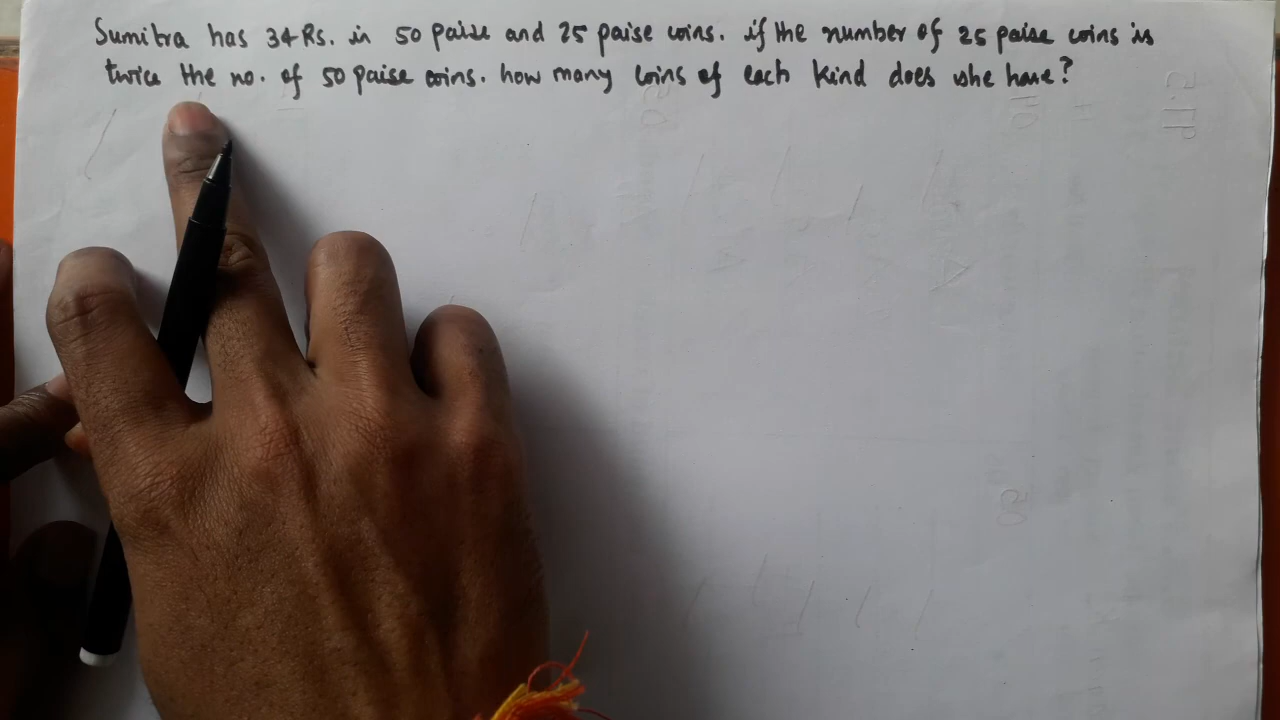 Sumitra has 34 Rs. in 50 paise and 25 paise coins. if the number of 25 paise coins is
twice the no. of 50 paise coins. how many coins of each kind does she have?